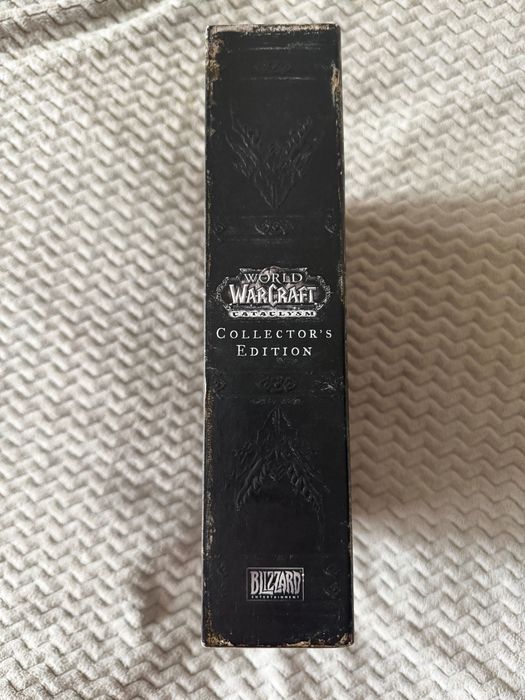 WORLD
WARCRAFT
CATACLYSM
COLLECTOR'S
EDITION
BLIZZARD
ENTERTAINMENT